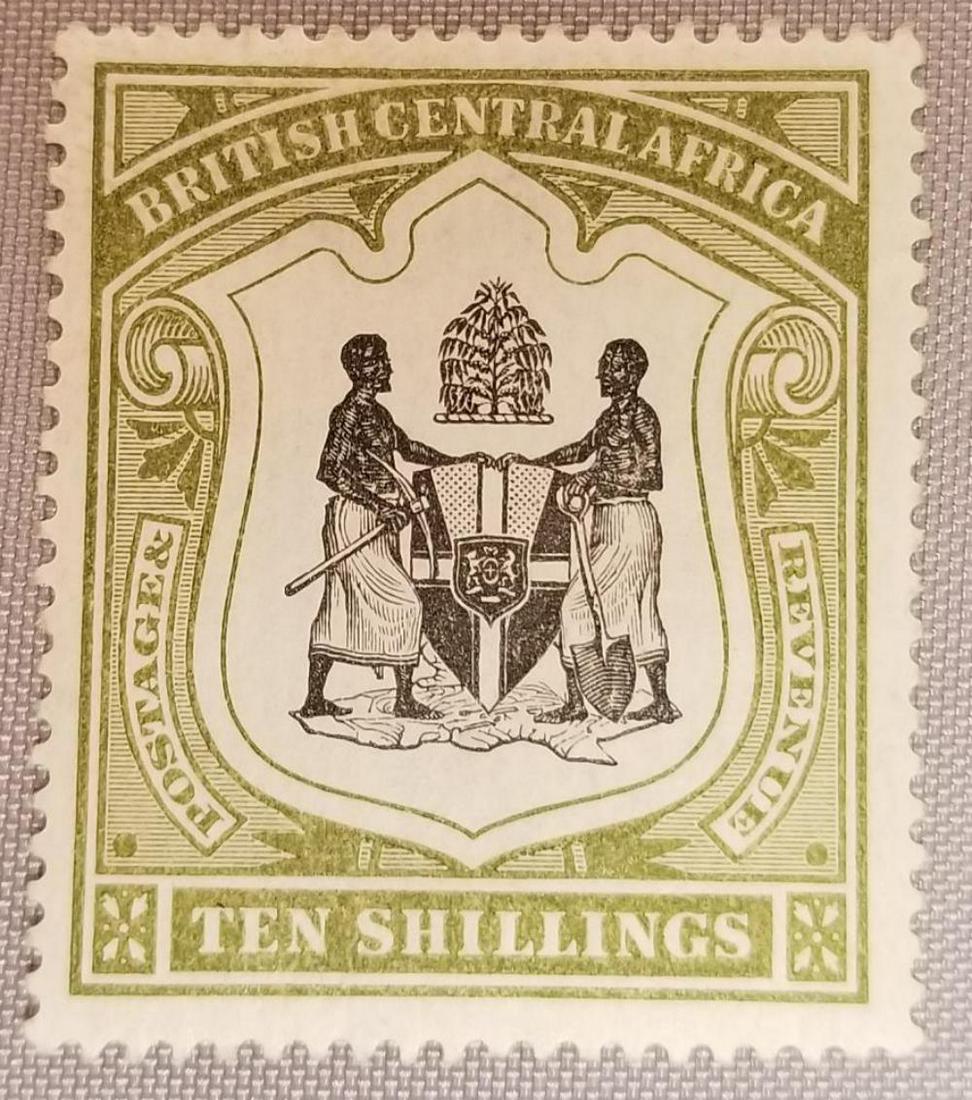 BRITISH CENTRAL AFRICA
POSTAGE &
REVENUE
TEN SHILLINGS